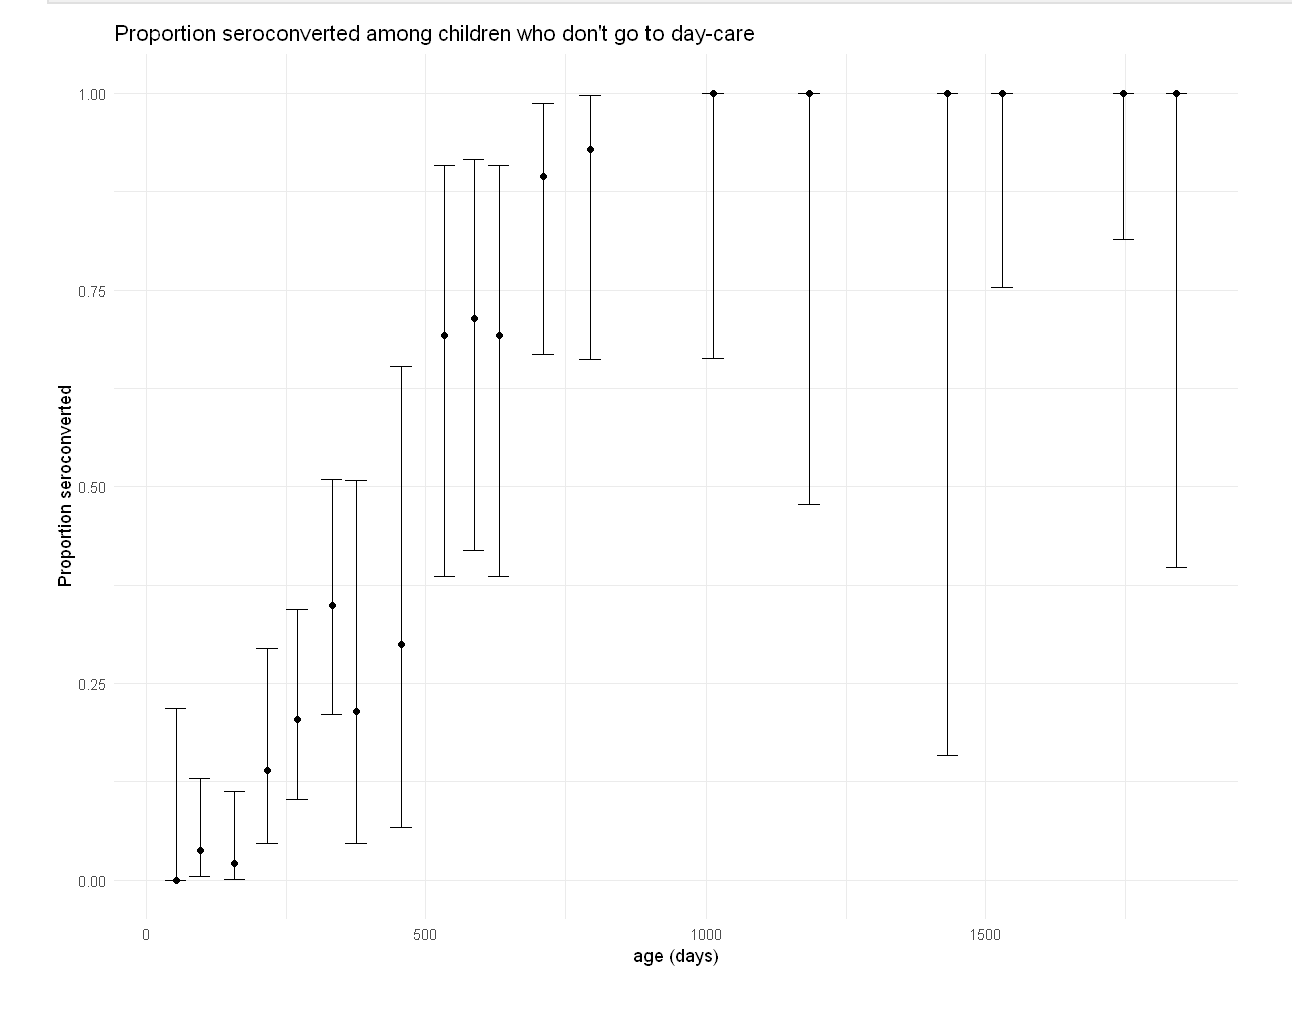 Proportion seroconverted among children who don't go to day-care
1.00
0.75
0.50
0.25
0.00
Proportion seroconverted
0 500 1000 1500
age (days)